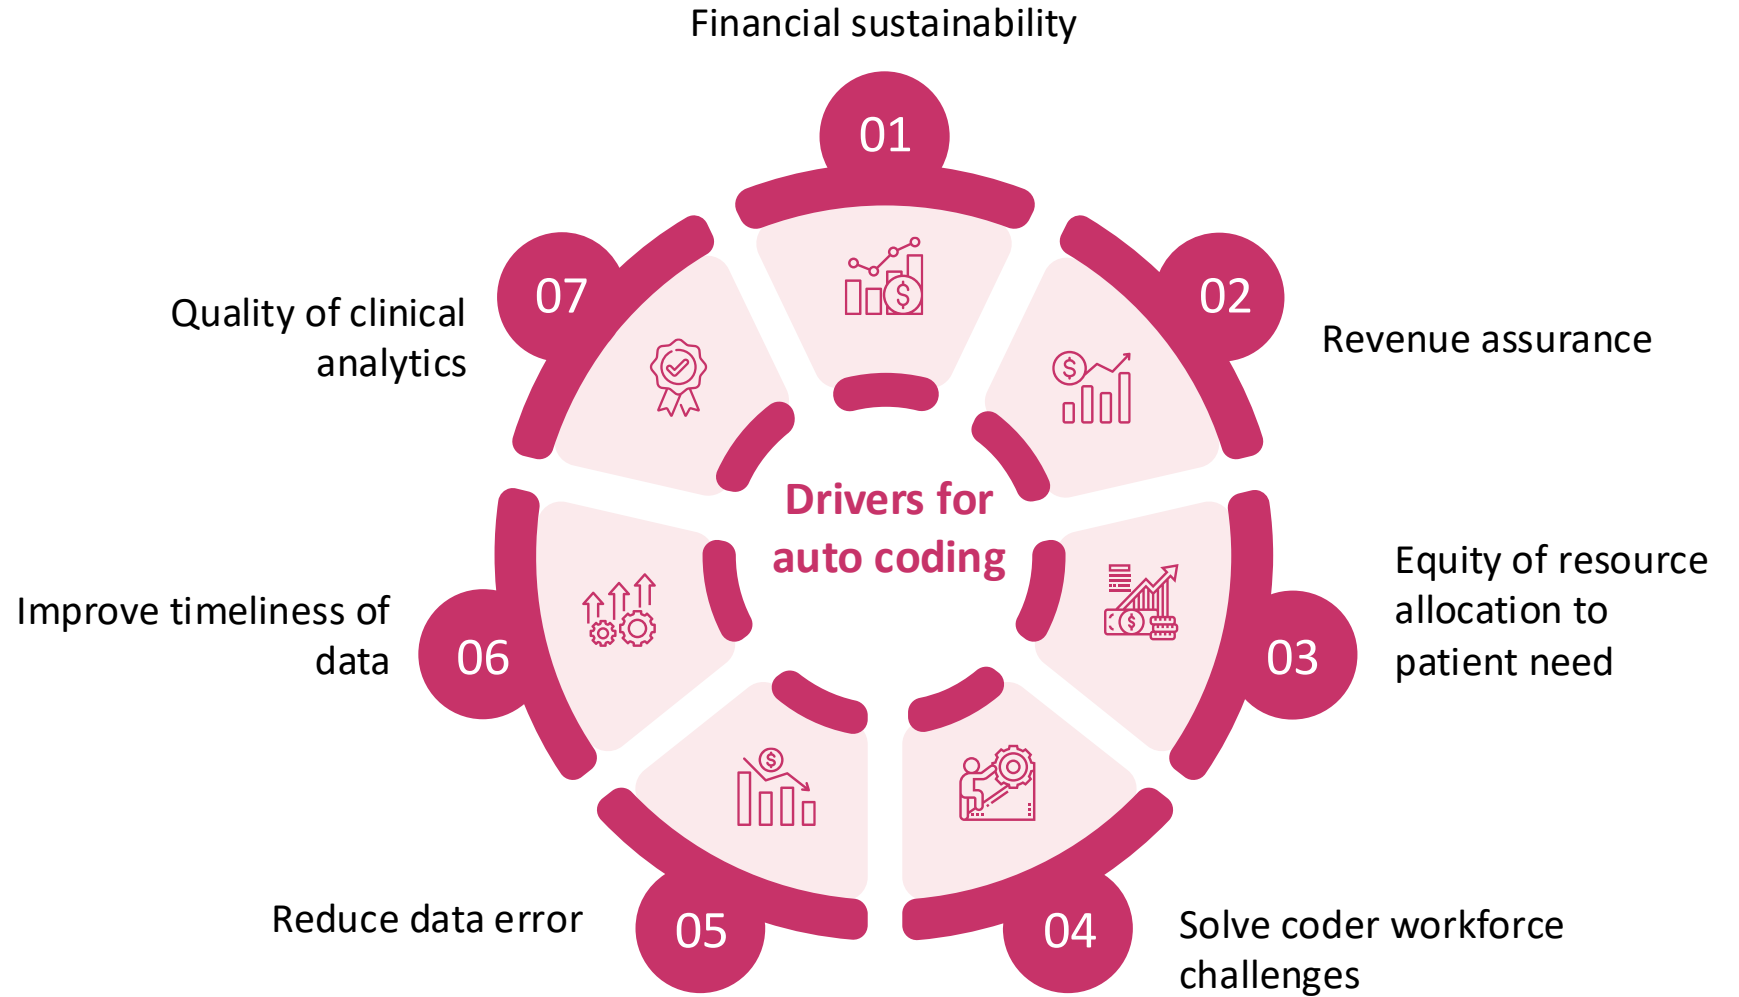 Financial sustainability
01
02
Revenue assurance
03
Equity of resource
allocation to
patient need
04
Solve coder workforce
challenges
05
Reduce data error
06
Improve timeliness of
data
07
Quality of clinical
analytics
Drivers for
auto coding
$
$
$
$